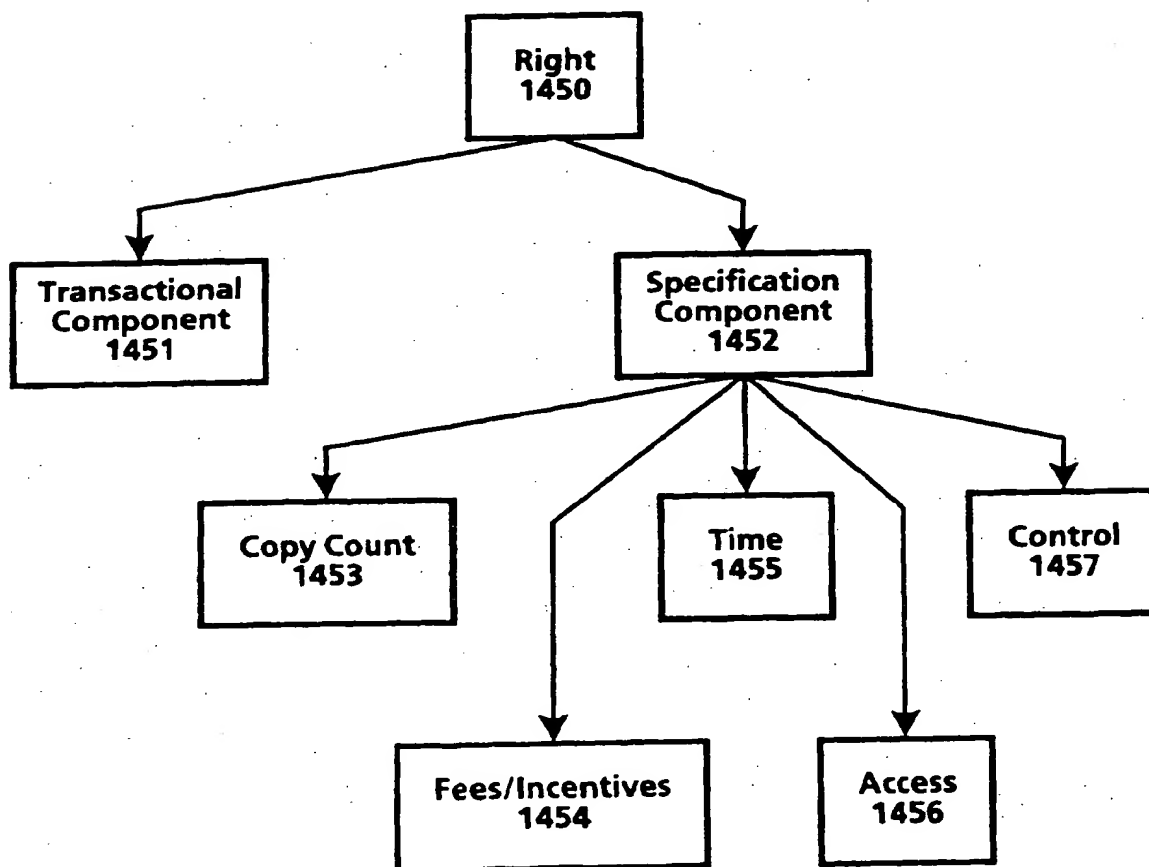 Right
1450
Transactional
Component
1451
Specification
Component
1452
Copy Count
1453
Time
1455
Control
1457
Fees/Incentives
1454
Access
1456